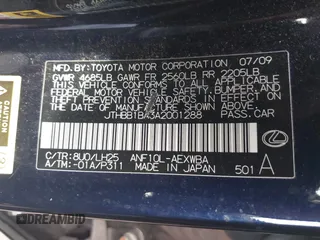 MFD BY: TOYOTA MOTOR CORPORATION 07/09
GVWR 4685LB GAWR FR 2560LB RR 2205LB
THIS VEHICLE CONFORMS TO ALL APPLICABLE
FEDERAL MOTOR VEHICLE SAFETY, BUMPER, AND
THEFT PREVENTION STANDARDS IN EFFECT ON
THE DATE OF MANUFACTURE SHOWN ABOVE.
JTHBB1BA3A2001288 PASS.CAR
C/TR: 8U0/LH25 ANF10L-AEXWBA
A/TM: -01A/P311 MADE IN JAPAN 501 A
LEXUS